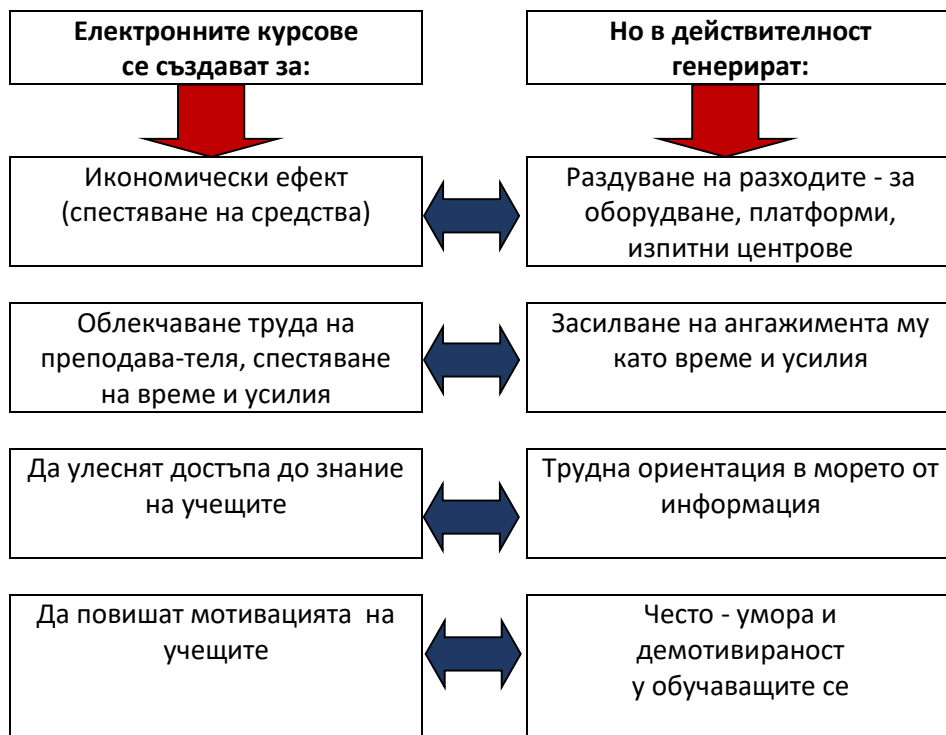 Електронните курсове
се създават за:
Но в действителност
генерират:
Икономически ефект
(спестяване на средства)
Раздуване на разходите - за
оборудване, платформи,
изпитни центрове
Облекчаване труда на
преподава-теля, спестяване
на време и усилия
Засилване на ангажимента му
като време и усилия
Да улеснят достъпа до знание
на учещите
Трудна ориентация в морето от
информация
Да повишат мотивацията на
учещите
Често - умора и
демотивираност
у обучаващите се